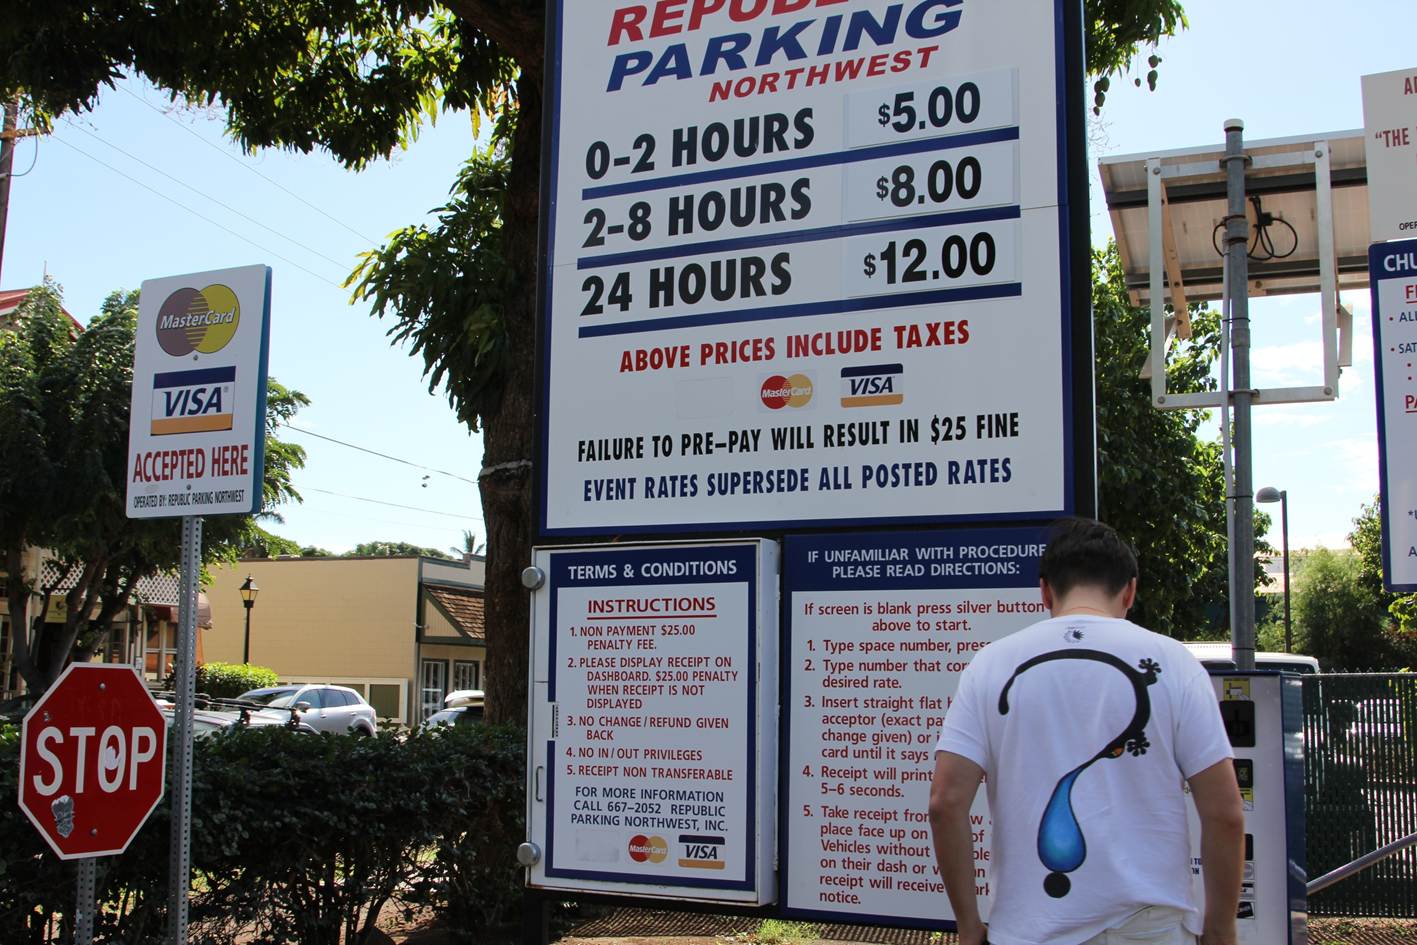 PARKING
NORTHWEST
0-2 HOURS $5.00
2-8 HOURS $8.00
24 HOURS $12.00
ABOVE PRICES INCLUDE TAXES
MasterCard VISA
FAILURE TO PRE-PAY WILL RESULT IN $25 FINE
EVENT RATES SUPERSEDE ALL POSTED RATES
MasterCard
VISA
ACCEPTED HERE
OPERATED BY: REPUBLIC PARKING NORTHWEST
STOP
TERMS & CONDITIONS
INSTRUCTIONS
1. NON PAYMENT $25.00
PENALTY FEE.
2. PLEASE DISPLAY RECEIPT ON
DASHBOARD. $25.00 PENALTY
WHEN RECEIPT IS NOT
DISPLAYED
3. NO CHANGE/REFUND GIVEN
BACK
4. NO IN/OUT PRIVILEGES
5. RECEIPT NON TRANSFERABLE
FOR MORE INFORMATION
CALL 667-2052 REPUBLIC
PARKING NORTHWEST, INC.
MasterCard VISA
IF UNFAMILIAR WITH PROCEDURE
PLEASE READ DIRECTIONS:
If screen is blank press silver button
above to start.
1. Type space number,
2. Type number that
desired rate.
3. Insert straight flat
acceptor (exact
change given) or
card until it says
4. Receipt will print
5-6 seconds.
5. Take receipt
place face up on of
Vehicles without
on their dash or
receipt will receive
notice.
"THE